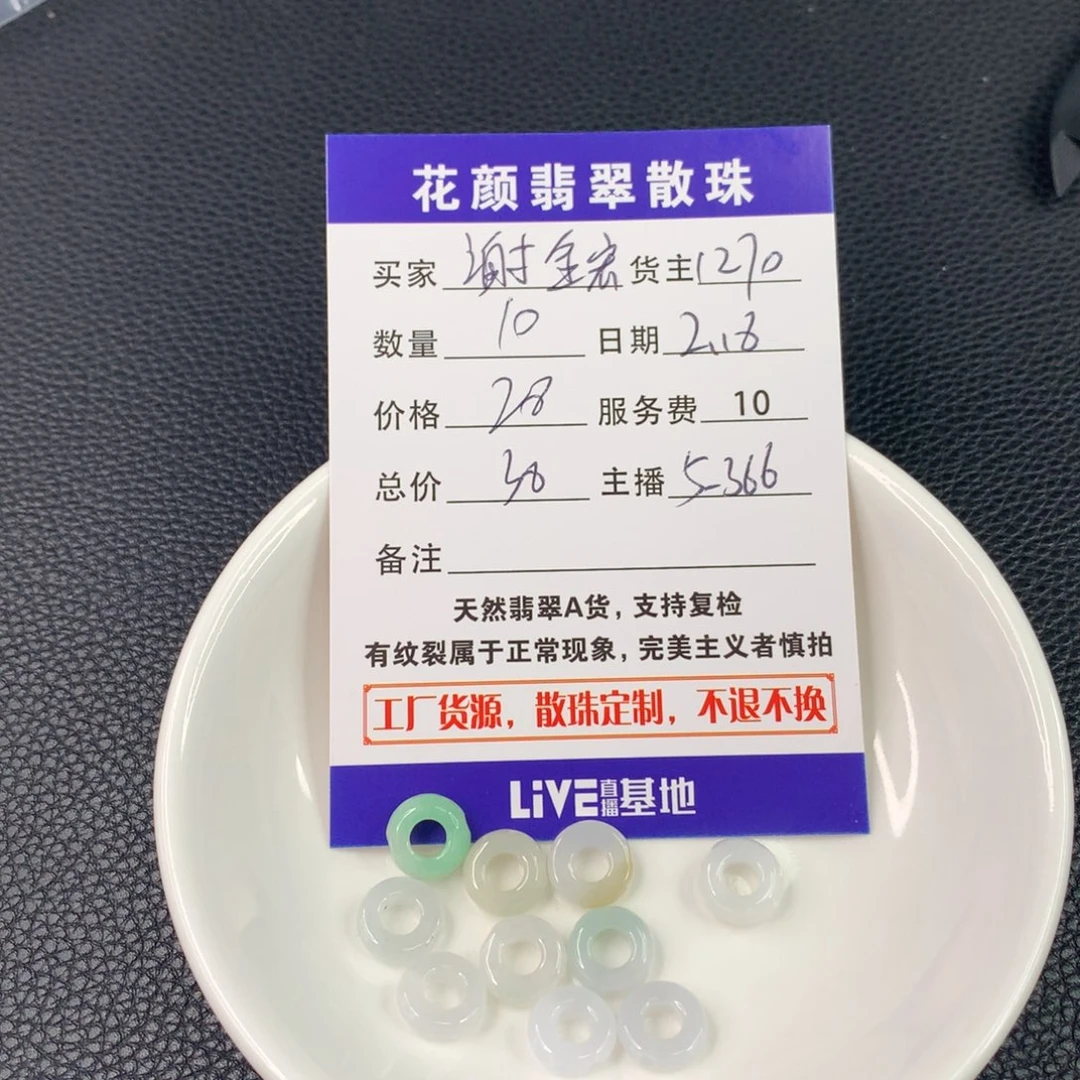 花颜翡翠散珠
买家 谢金宏 货主 1270
数量 10 日期 2.18
价格 28 服务费 10
总价 38 主播 5366
备注
天然翡翠A货，支持复检
有纹裂属于正常现象，完美主义者慎拍
工厂货源，散珠定制，不退不换
LiVE直播基地